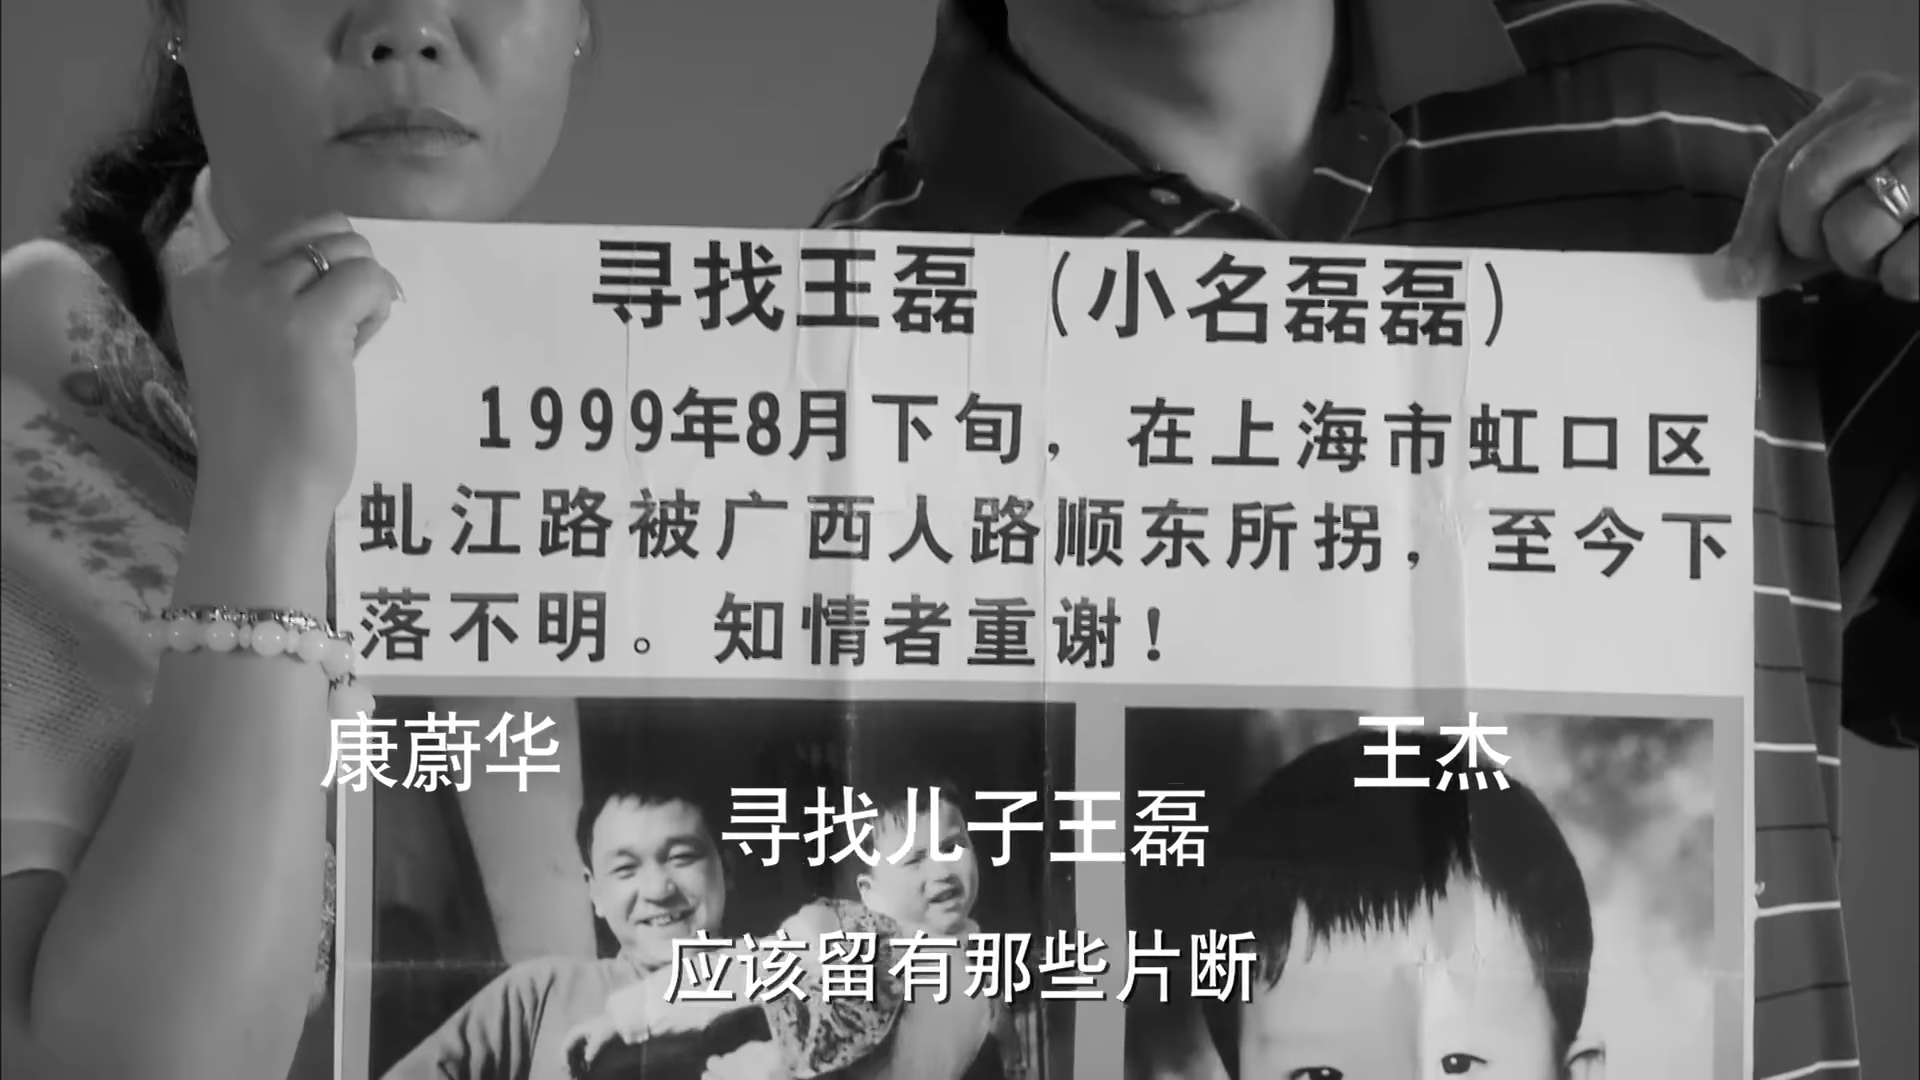 寻找王磊（小名磊磊）
1999年8月下旬，在上海市虹口区
虬江路被广西人路顺东所拐，至今下
落不明。知情者重谢！
康蔚华
王杰
寻找儿子王磊
应该留有那些片断